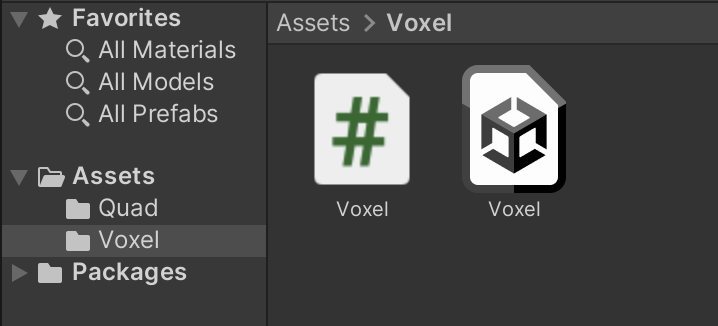 Favorites
All Materials
All Models
All Prefabs
Assets
Quad
Voxel
Packages
Assets > Voxel
#
Voxel
Voxel